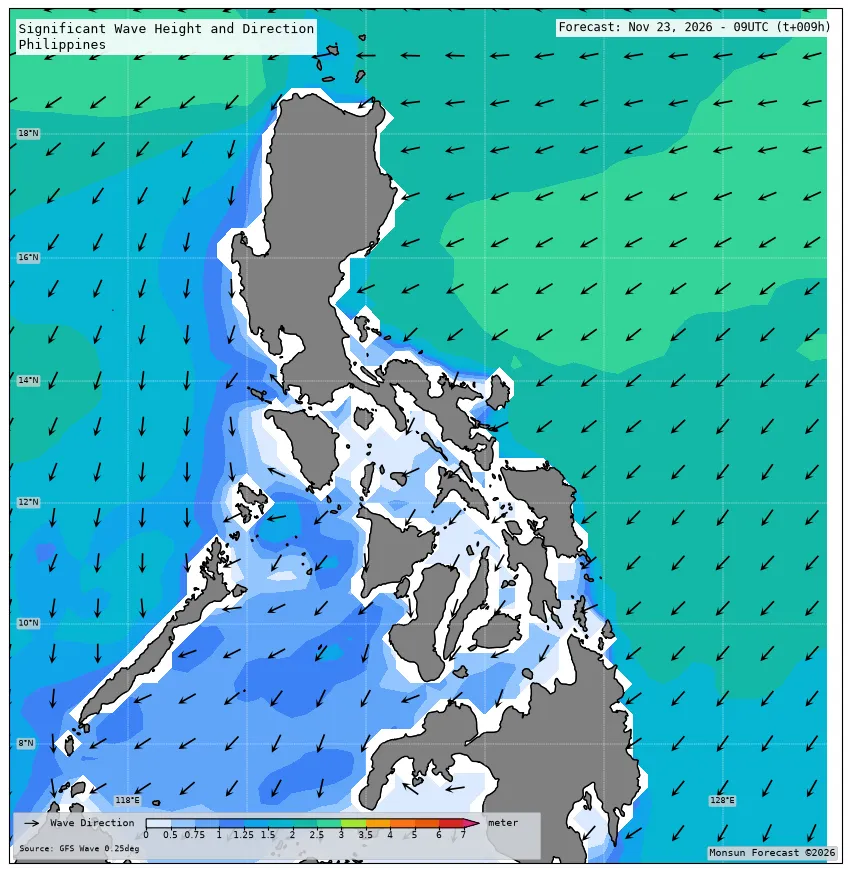 Significant Wave Height and Direction
Philippines
Forecast: Nov 23, 2026 - 09UTC (t+009h)
18°N
16°N
14°N
12°N
10°N
8°N
118°E
128°E
Wave Direction
meter
0 0.5 0.75 1 1.25 1.5 2 2.5 3 3.5 4 5 6 7
Source: GFS Wave 0.25deg
Monsun Forecast ©2026